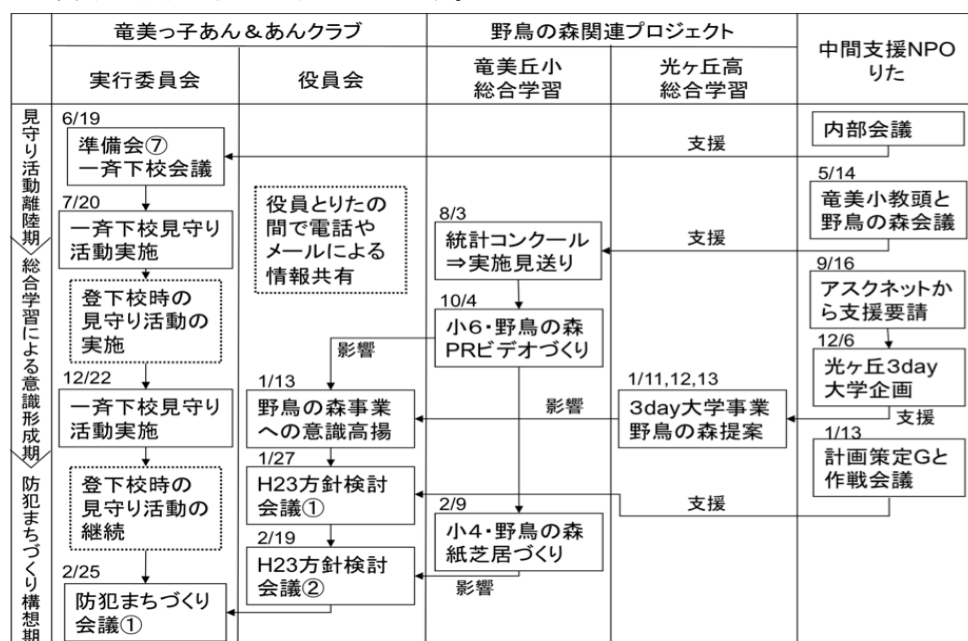 竜美っ子あん＆あんクラブ
野鳥の森関連プロジェクト
中間支援NPO
りた
実行委員会
役員会
竜美丘小
総合学習
光ヶ丘高
総合学習
見守り活動離陸期
総合学習による意識形成期
防犯まちづくり構想期
6/19
準備会⑦
一斉下校会議
7/20
一斉下校見守り
活動実施
登下校時の
見守り活動の
実施
12/22
一斉下校見守り
活動実施
登下校時の
見守り活動の
継続
2/25
防犯まちづくり
会議①
役員とりたの
間で電話や
メールによる
情報共有
影響
1/13
野鳥の森事業
への意識高揚
1/27
H23方針検討
会議①
2/19
H23方針検討
会議②
8/3
統計コンクール
⇒実施見送り
10/4
小6・野鳥の森
PRビデオづくり
影響
2/9
小4・野鳥の森
紙芝居づくり
影響
支援
支援
1/11,12,13
3day大学事業
野鳥の森提案
支援
支援
内部会議
5/14
竜美小教頭と
野鳥の森会議
9/16
アスクネットか
ら支援要請
12/6
光ヶ丘3day
大学企画
1/13
計画策定Gと
作戦会議